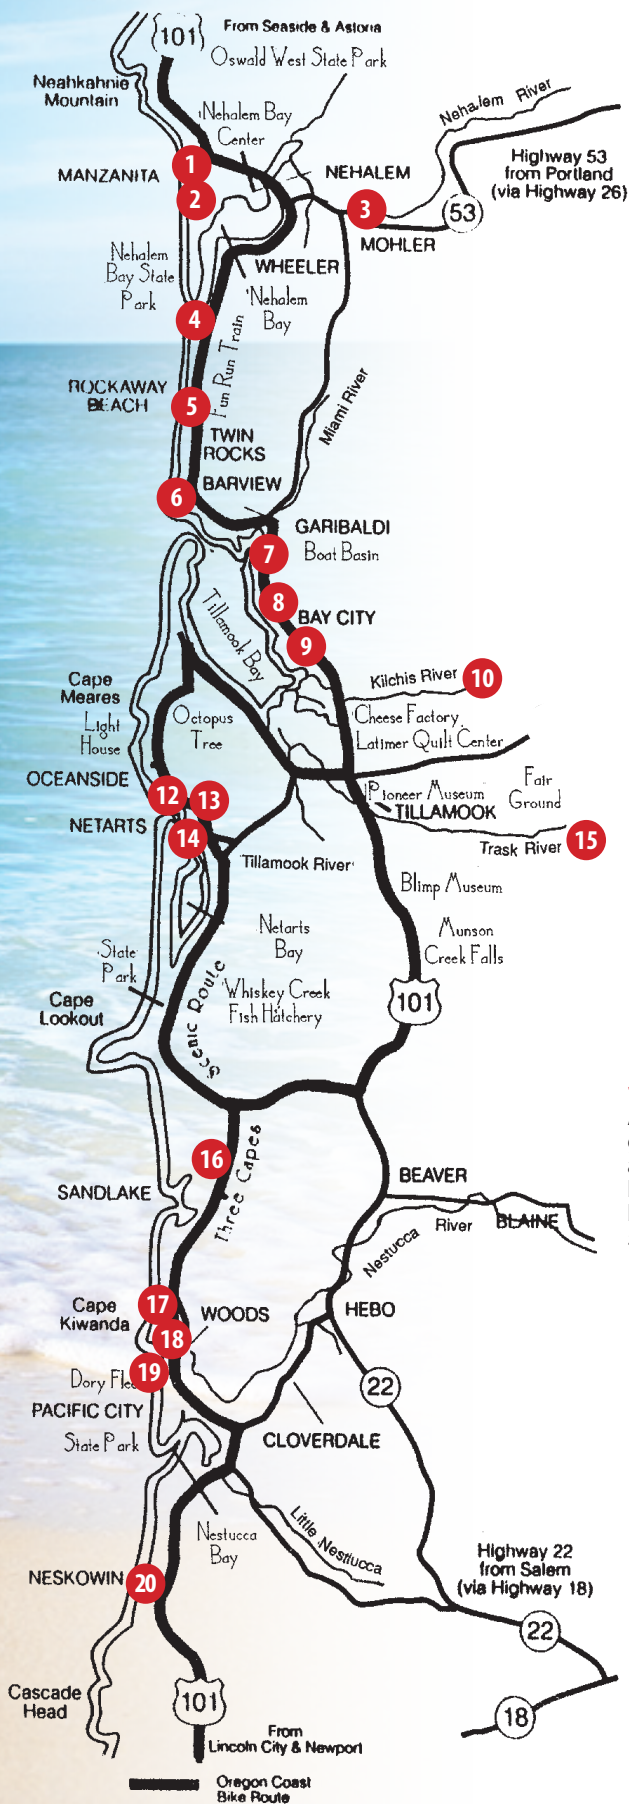 101
From Seaside & Astoria
Oswald West State Park
Neahkahnie
Mountain
Nehalem Bay
Center
Nehalem River
Highway 53
from Portland
(via Highway 26)
1
MANZANITA
NEHALEM
2
3
53
MOHLER
Nehalem
Bay State
Park
WHEELER
Nehalem
Bay
4
Fun Run Train
ROCKAWAY
BEACH
5
Miami River
TWIN
ROCKS
BARVIEW
6
GARIBALDI
7
Boat Basin
8
BAY CITY
Tillamook Bay
9
Kilchis River
10
Cape
Meares
Light
House
Octopus
Tree
Cheese Factory
Latimer Quilt Center
OCEANSIDE
12
13
Pioneer Museum
Fair
Ground
TILLAMOOK
NETARTS
14
Trask River
15
Tillamook River
Blimp Museum
Netarts
Bay
Munson
Creek Falls
State
Park
Cape
Lookout
Whiskey Creek
Fish Hatchery
101
Scenic Route
Three Capes
16
BEAVER
SANDLAKE
River
BLAINE
Nestucca
17
Cape
Kiwanda
WOODS
HEBO
18
19
Dory Flee
22
PACIFIC CITY
State Park
CLOVERDALE
Nestucca
Bay
Little Nestucca
Highway 22
from Salem
(via Highway 18)
NESKOWIN
20
22
Cascade
Head
101
18
From
Lincoln City & Newport
Oregon Coast
Bike Route